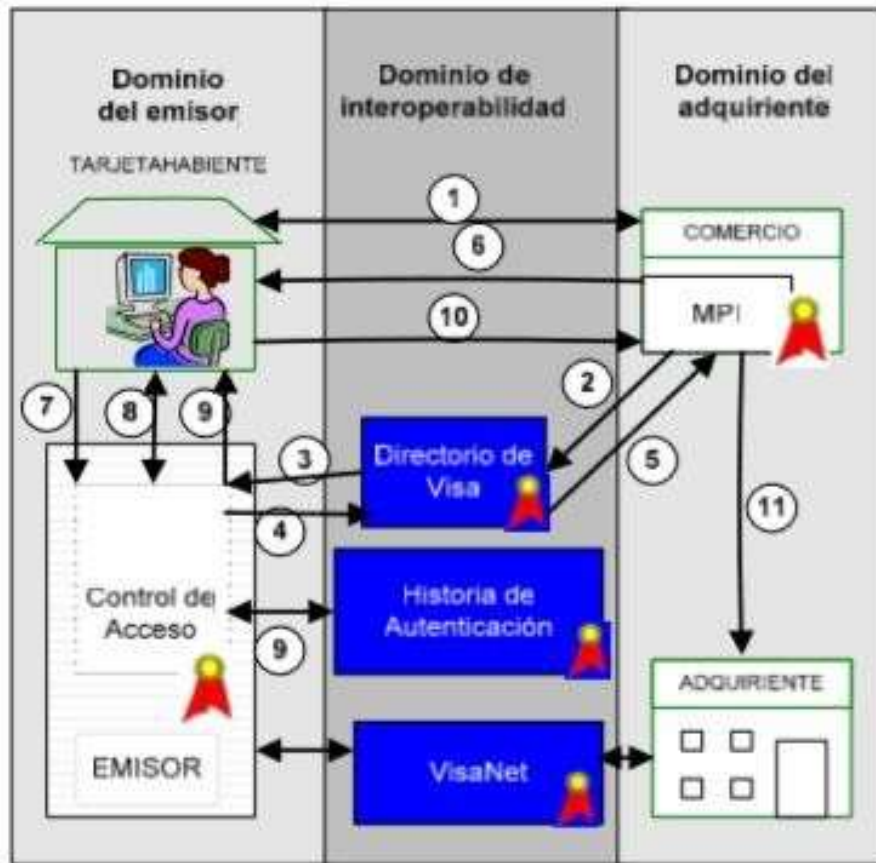 Dominio
del emisor
Dominio de
interoperabilidad
Dominio del
adquiriente
TARJETAHABIENTE
1
COMERCIO
6
MPI
10
2
7
8
9
3
Directorio de
Visa
5
4
11
Control de
Acceso
Historia de
Autenticación
9
ADQUIRIENTE
EMISOR
VisaNet